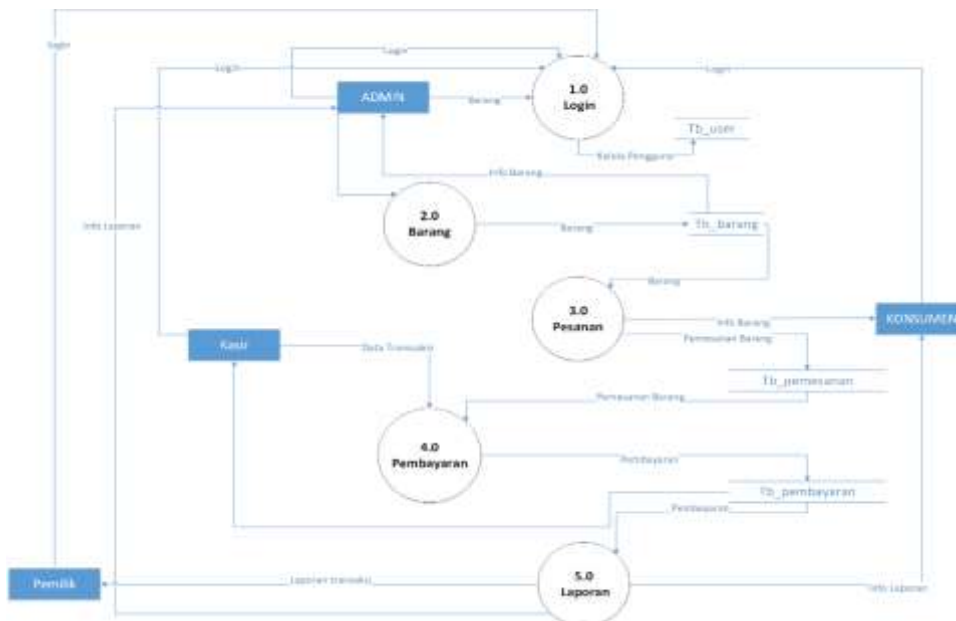 login
Login
Login
Login
ADMIN
Barang
1.0
Login
Tb_user
Kelola Pengguna
Info Barang
2.0
Barang
Barang
Tb_barang
Info Laporan
Barang
3.0
Pesanan
Info Barang
KONSUMEN
Pemesanan Barang
Kasir
Data Transaksi
Tb_pemesanan
Pemesanan Barang
4.0
Pembayaran
Pembayaran
Tb_pembayaran
Pembayaran
Pemilik
Laporan transaksi
5.0
Laporan
Info Laporan